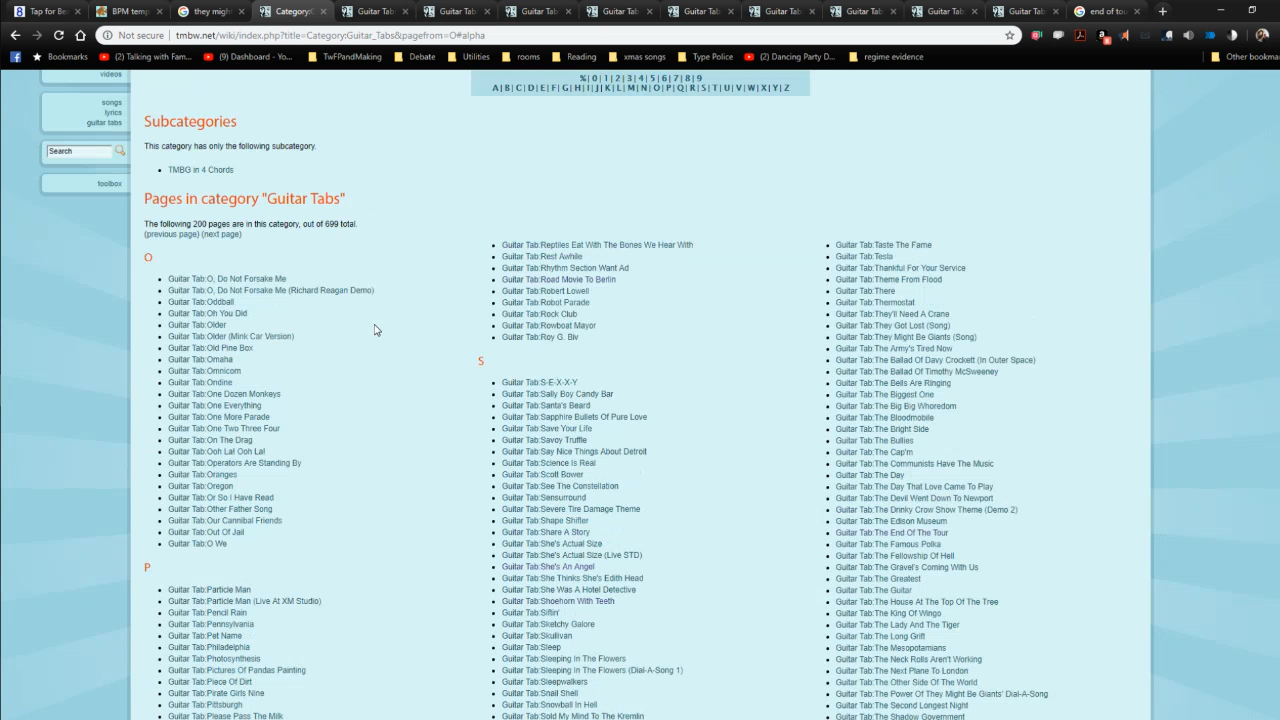 Tap for Be
BPM temp
they might
Category:G
Guitar Tab
Guitar Tab
Guitar Tab
Guitar Tab
Guitar Tab
Guitar Tab
Guitar Tab
Guitar Tab
Guitar Tab
end of tou
Not secure | tmbw.net/wiki/index.php?title=Category:Guitar_Tabs&pagefrom=O#alpha
Bookmarks
(2) Talking with Fam...
(9) Dashboard - Yo...
TwFPandMaking
Debate
Utilities
rooms
Reading
xmas songs
Type Police
(2) Dancing Party D...
regime evidence
Other bookma
videos
songs
lyrics
guitar tabs
Search
toolbox
% | 0 | 1 | 2 | 3 | 4 | 5 | 6 | 7 | 8 | 9
A | B | C | D | E | F | G | H | I | J | K | L | M | N | O | P | Q | R | S | T | U | V | W | X | Y | Z
Subcategories
This category has only the following subcategory.
TMBG in 4 Chords
Pages in category "Guitar Tabs"
The following 200 pages are in this category, out of 699 total.
(previous page) (next page)
O
Guitar Tab:O, Do Not Forsake Me
Guitar Tab:O, Do Not Forsake Me (Richard Reagan Demo)
Guitar Tab:Oddball
Guitar Tab:Oh You Did
Guitar Tab:Older
Guitar Tab:Older (Mink Car Version)
Guitar Tab:Old Pine Box
Guitar Tab:Omaha
Guitar Tab:Omnicorn
Guitar Tab:Ondine
Guitar Tab:One Dozen Monkeys
Guitar Tab:One Everything
Guitar Tab:One More Parade
Guitar Tab:One Two Three Four
Guitar Tab:On The Drag
Guitar Tab:Ooh La! Ooh La!
Guitar Tab:Operators Are Standing By
Guitar Tab:Oranges
Guitar Tab:Oregon
Guitar Tab:Or So I Have Read
Guitar Tab:Other Father Song
Guitar Tab:Our Cannibal Friends
Guitar Tab:Out Of Jail
Guitar Tab:O We
P
Guitar Tab:Particle Man
Guitar Tab:Particle Man (Live At XM Studio)
Guitar Tab:Pencil Rain
Guitar Tab:Pennsylvania
Guitar Tab:Pet Name
Guitar Tab:Philadelphia
Guitar Tab:Photosynthesis
Guitar Tab:Pictures Of Pandas Painting
Guitar Tab:Piece Of Dirt
Guitar Tab:Pirate Girls Nine
Guitar Tab:Pittsburgh
Guitar Tab:Please Pass The Milk
Guitar Tab:Reptiles Eat With The Bones We Hear With
Guitar Tab:Rest Awhile
Guitar Tab:Rhythm Section Want Ad
Guitar Tab:Road Movie To Berlin
Guitar Tab:Robert Lowell
Guitar Tab:Robot Parade
Guitar Tab:Rock Club
Guitar Tab:Rowboat Mayor
Guitar Tab:Roy G. Biv
S
Guitar Tab:S-E-X-X-Y
Guitar Tab:Sally Boy Candy Bar
Guitar Tab:Santa's Beard
Guitar Tab:Sapphire Bullets Of Pure Love
Guitar Tab:Save Your Life
Guitar Tab:Savoy Truffle
Guitar Tab:Say Nice Things About Detroit
Guitar Tab:Science Is Real
Guitar Tab:Scott Bower
Guitar Tab:See The Constellation
Guitar Tab:Sensurround
Guitar Tab:Severe Tire Damage Theme
Guitar Tab:Shape Shifter
Guitar Tab:Share A Story
Guitar Tab:She's Actual Size
Guitar Tab:She's Actual Size (Live STD)
Guitar Tab:She's An Angel
Guitar Tab:She Thinks She's Edith Head
Guitar Tab:She Was A Hotel Detective
Guitar Tab:Shoehorn With Teeth
Guitar Tab:Siftin'
Guitar Tab:Sketchy Galore
Guitar Tab:Skullivan
Guitar Tab:Sleep
Guitar Tab:Sleeping In The Flowers
Guitar Tab:Sleeping In The Flowers (Dial-A-Song 1)
Guitar Tab:Sleepwalkers
Guitar Tab:Snail Shell
Guitar Tab:Snowball In Hell
Guitar Tab:Sold My Mind To The Kremlin
Guitar Tab:Taste The Fame
Guitar Tab:Tesla
Guitar Tab:Thankful For Your Service
Guitar Tab:Theme From Flood
Guitar Tab:There
Guitar Tab:Thermostat
Guitar Tab:They'll Need A Crane
Guitar Tab:They Got Lost (Song)
Guitar Tab:They Might Be Giants (Song)
Guitar Tab:The Army's Tired Now
Guitar Tab:The Ballad Of Davy Crockett (In Outer Space)
Guitar Tab:The Ballad Of Timothy McSweeney
Guitar Tab:The Bells Are Ringing
Guitar Tab:The Biggest One
Guitar Tab:The Big Big Whoredom
Guitar Tab:The Bloodmobile
Guitar Tab:The Bright Side
Guitar Tab:The Bullies
Guitar Tab:The Cap'm
Guitar Tab:The Communists Have The Music
Guitar Tab:The Day
Guitar Tab:The Day That Love Came To Play
Guitar Tab:The Devil Went Down To Newport
Guitar Tab:The Drinky Crow Show Theme (Demo 2)
Guitar Tab:The Edison Museum
Guitar Tab:The End Of The Tour
Guitar Tab:The Famous Polka
Guitar Tab:The Fellowship Of Hell
Guitar Tab:The Gravel's Coming With Us
Guitar Tab:The Greatest
Guitar Tab:The Guitar
Guitar Tab:The House At The Top Of The Tree
Guitar Tab:The King Of Wingo
Guitar Tab:The Lady And The Tiger
Guitar Tab:The Long Grift
Guitar Tab:The Mesopotamians
Guitar Tab:The Neck Rolls Aren't Working
Guitar Tab:The Next Plane To London
Guitar Tab:The Other Side Of The World
Guitar Tab:The Power Of They Might Be Giants' Dial-A-Song
Guitar Tab:The Second Longest Night
Guitar Tab:The Shadow Government